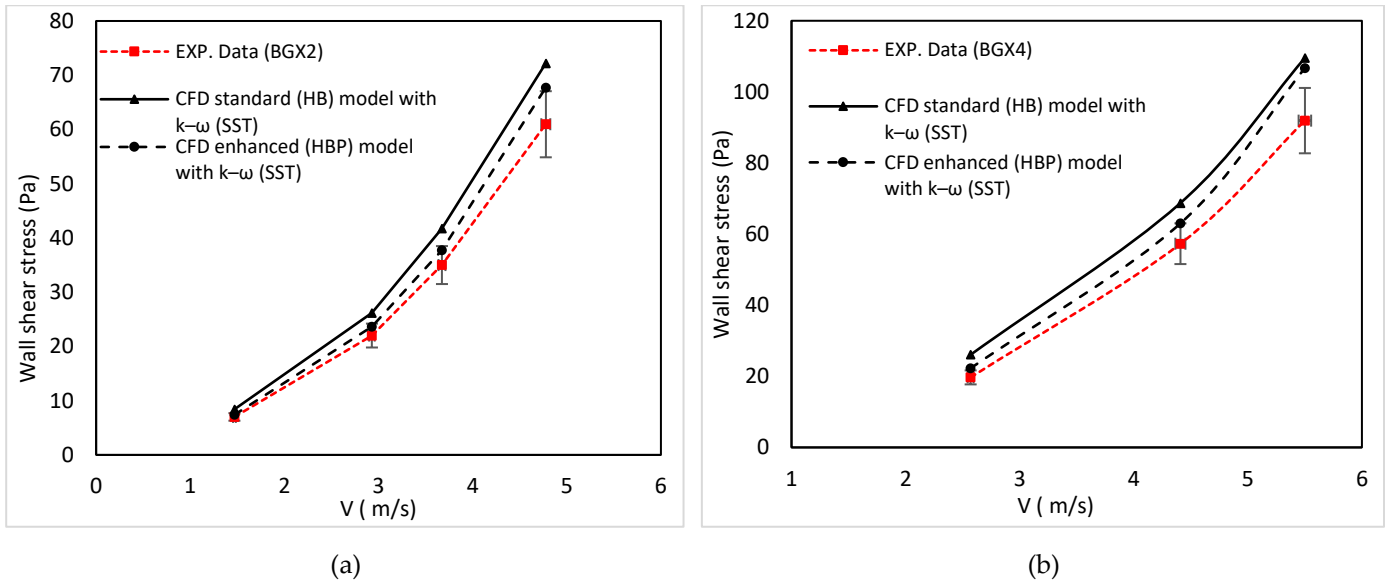 80
70
60
50
40
30
20
10
0
Wall shear stress (Pa)
EXP. Data (BGX2)
CFD standard (HB) model with
k–ω (SST)
CFD enhanced (HBP) model
with k–ω (SST)
0 1 2 3 4 5 6
V ( m/s)
(a)
120
100
80
60
40
20
0
Wall shear stress (Pa)
EXP. Data (BGX4)
CFD standard (HB) model with
k–ω (SST)
CFD enhanced (HBP) model
with k–ω (SST)
1 2 3 4 5 6
V ( m/s)
(b)